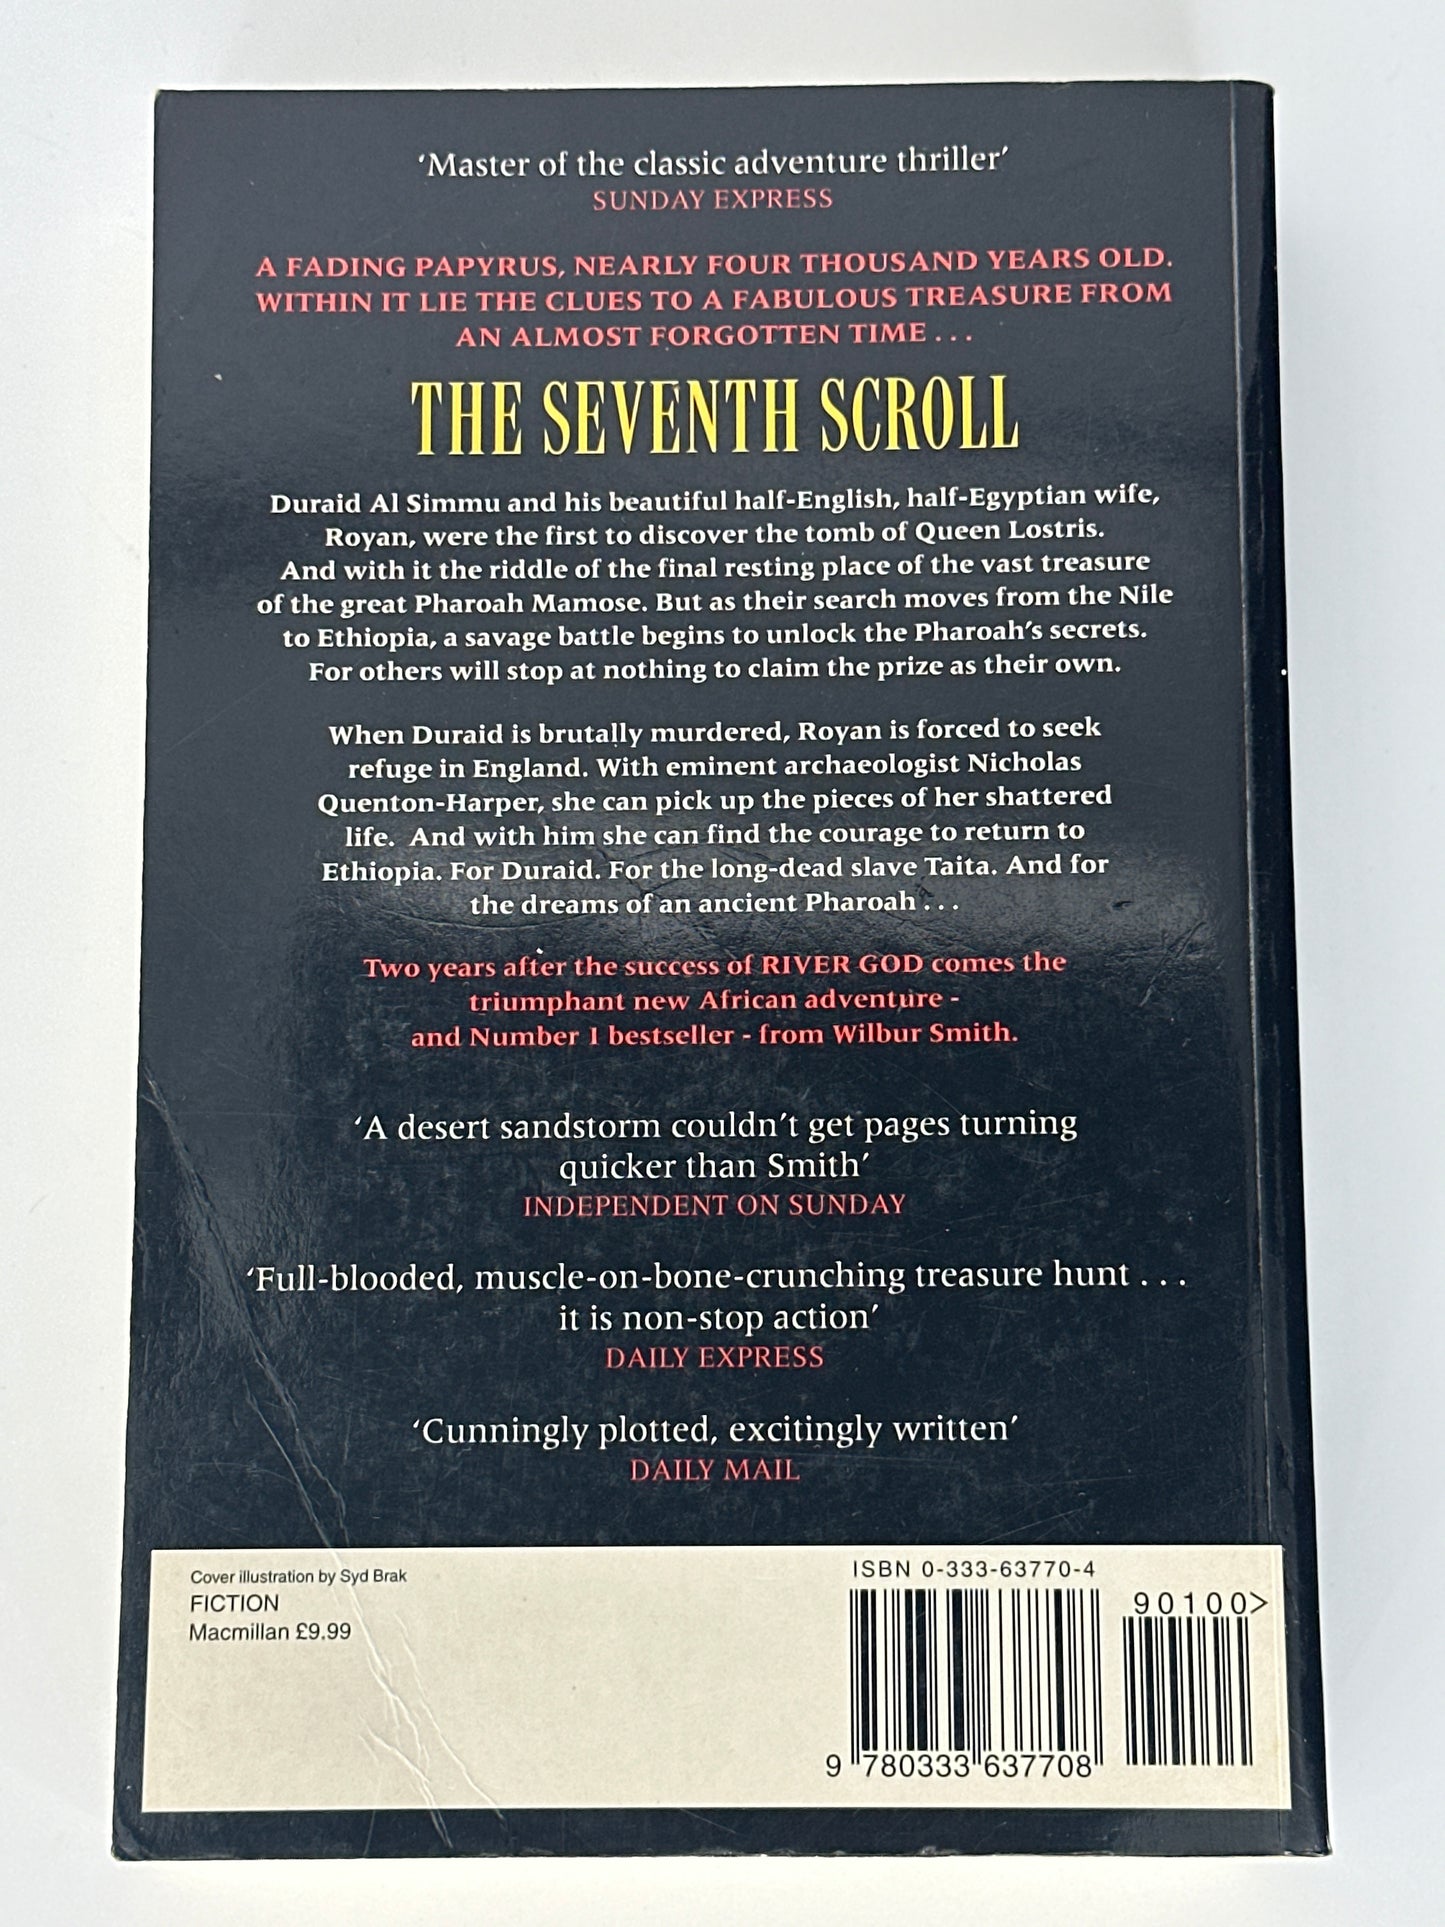 ‘Master of the classic adventure thriller’
SUNDAY EXPRESS
A FADING PAPYRUS, NEARLY FOUR THOUSAND YEARS OLD.
WITHIN IT LIE THE CLUES TO A FABULOUS TREASURE FROM
AN ALMOST FORGOTTEN TIME . . .
THE SEVENTH SCROLL
Duraid Al Simmu and his beautiful half-English, half-Egyptian wife,
Royan, were the first to discover the tomb of Queen Lostris.
And with it the riddle of the final resting place of the vast treasure
of the great Pharoah Mamose. But as their search moves from the Nile
to Ethiopia, a savage battle begins to unlock the Pharoah’s secrets.
For others will stop at nothing to claim the prize as their own.
When Duraid is brutally murdered, Royan is forced to seek
refuge in England. With eminent archaeologist Nicholas
Quenton-Harper, she can pick up the pieces of her shattered
life. And with him she can find the courage to return to
Ethiopia. For Duraid. For the long-dead slave Taita. And for
the dreams of an ancient Pharoah . . .
Two years after the success of RIVER GOD comes the
triumphant new African adventure -
and Number 1 bestseller - from Wilbur Smith.
‘A desert sandstorm couldn’t get pages turning
quicker than Smith’
INDEPENDENT ON SUNDAY
‘Full-blooded, muscle-on-bone-crunching treasure hunt . . .
it is non-stop action’
DAILY EXPRESS
‘Cunningly plotted, excitingly written’
DAILY MAIL
Cover illustration by Syd Brak
FICTION
Macmillan £9.99
ISBN 0-333-63770-4
90100>
9 780333 637708